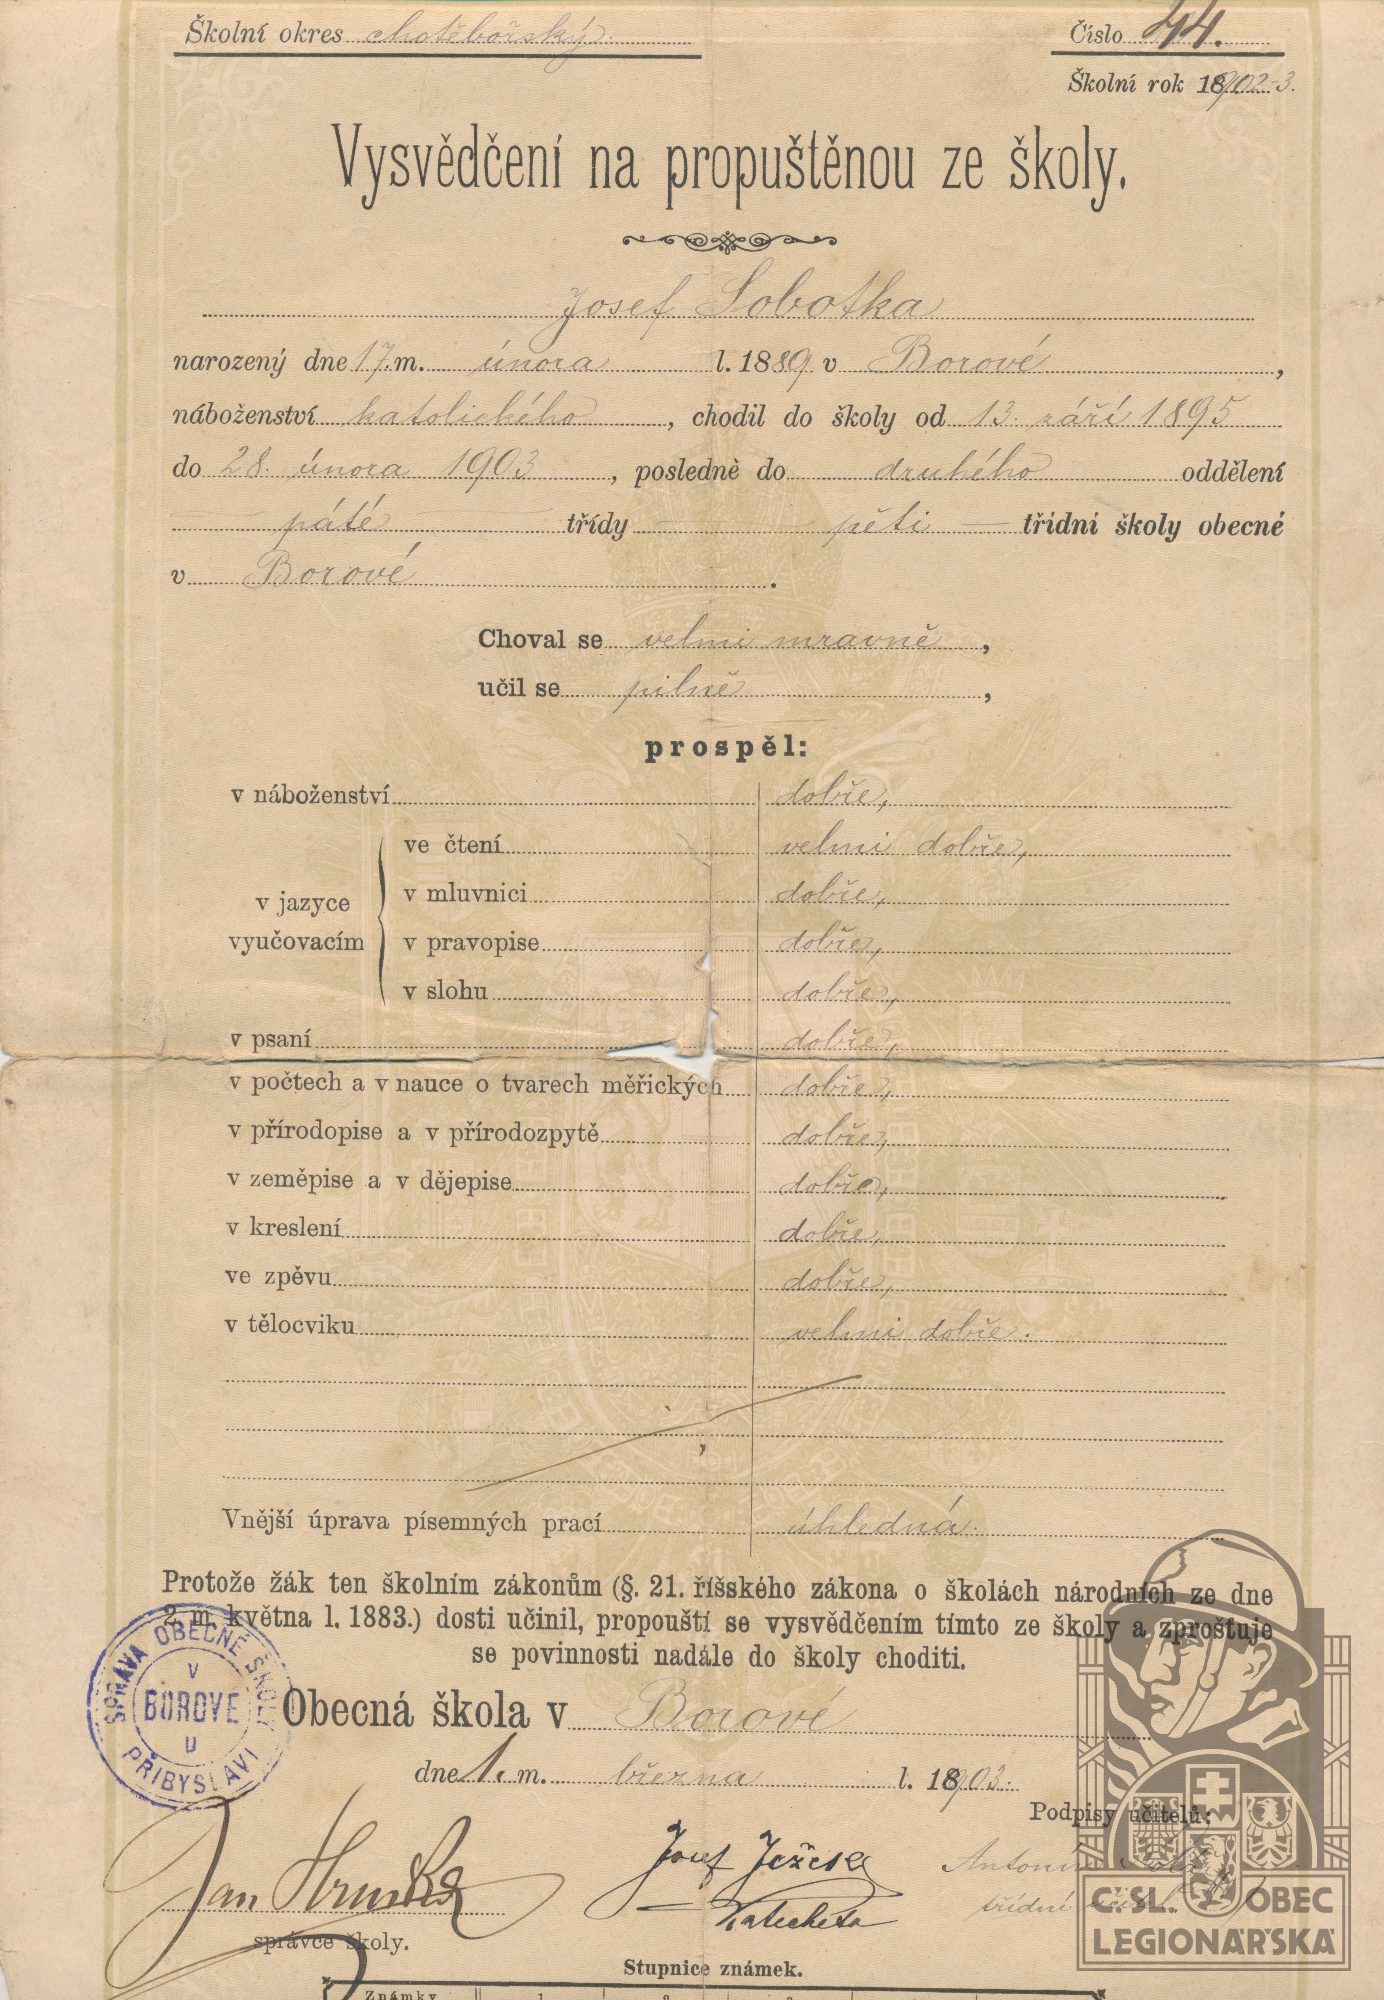 Školní okres chotěbořský.
Číslo 44.
Školní rok 1902-3.
Vysvědčení na propuštěnou ze školy.
Josef Sobotka
narozený dne 17. m. února l. 1889 v Borové,
náboženství katolického, chodil do školy od 13. září 1895
do 28. února 1903, posledně do druhého oddělení
páté třídy pěti třídní školy obecné
v Borové.
Choval se velmi mravně,
učil se pilně,
prospěl:
v náboženství dobře,
v jazyce vyučovacím
ve čtení velmi dobře,
v mluvnici dobře,
v pravopise dobře,
v slohu dobře,
v psaní dobře,
v počtech a v nauce o tvarech měřických dobře,
v přírodopise a v přírodozpytě dobře,
v zeměpise a v dějepise dobře,
v kreslení dobře,
ve zpěvu dobře,
v tělocviku velmi dobře.
Vnější úprava písemných prací úhledná.
Protože žák ten školním zákonům (§. 21. říšského zákona o školách národních ze dne
2. m. května l. 1883.) dosti učinil, propouští se vysvědčením tímto ze školy a zproštuje
se povinnosti nadále do školy choditi.
SPRÁVA OBECNÉ ŠKOLY
V
BOROVÉ
U
PŘIBYSLAVI
Obecná škola v Borové
dne 1. m. března l. 1903.
Podpisy učitelů:
Jan Hruška
správce školy.
Josef Ježek
katecheta
Antonín
třídní
ČSL. OBEC
LEGIONÁŘSKÁ
Stupnice známek.
Známky